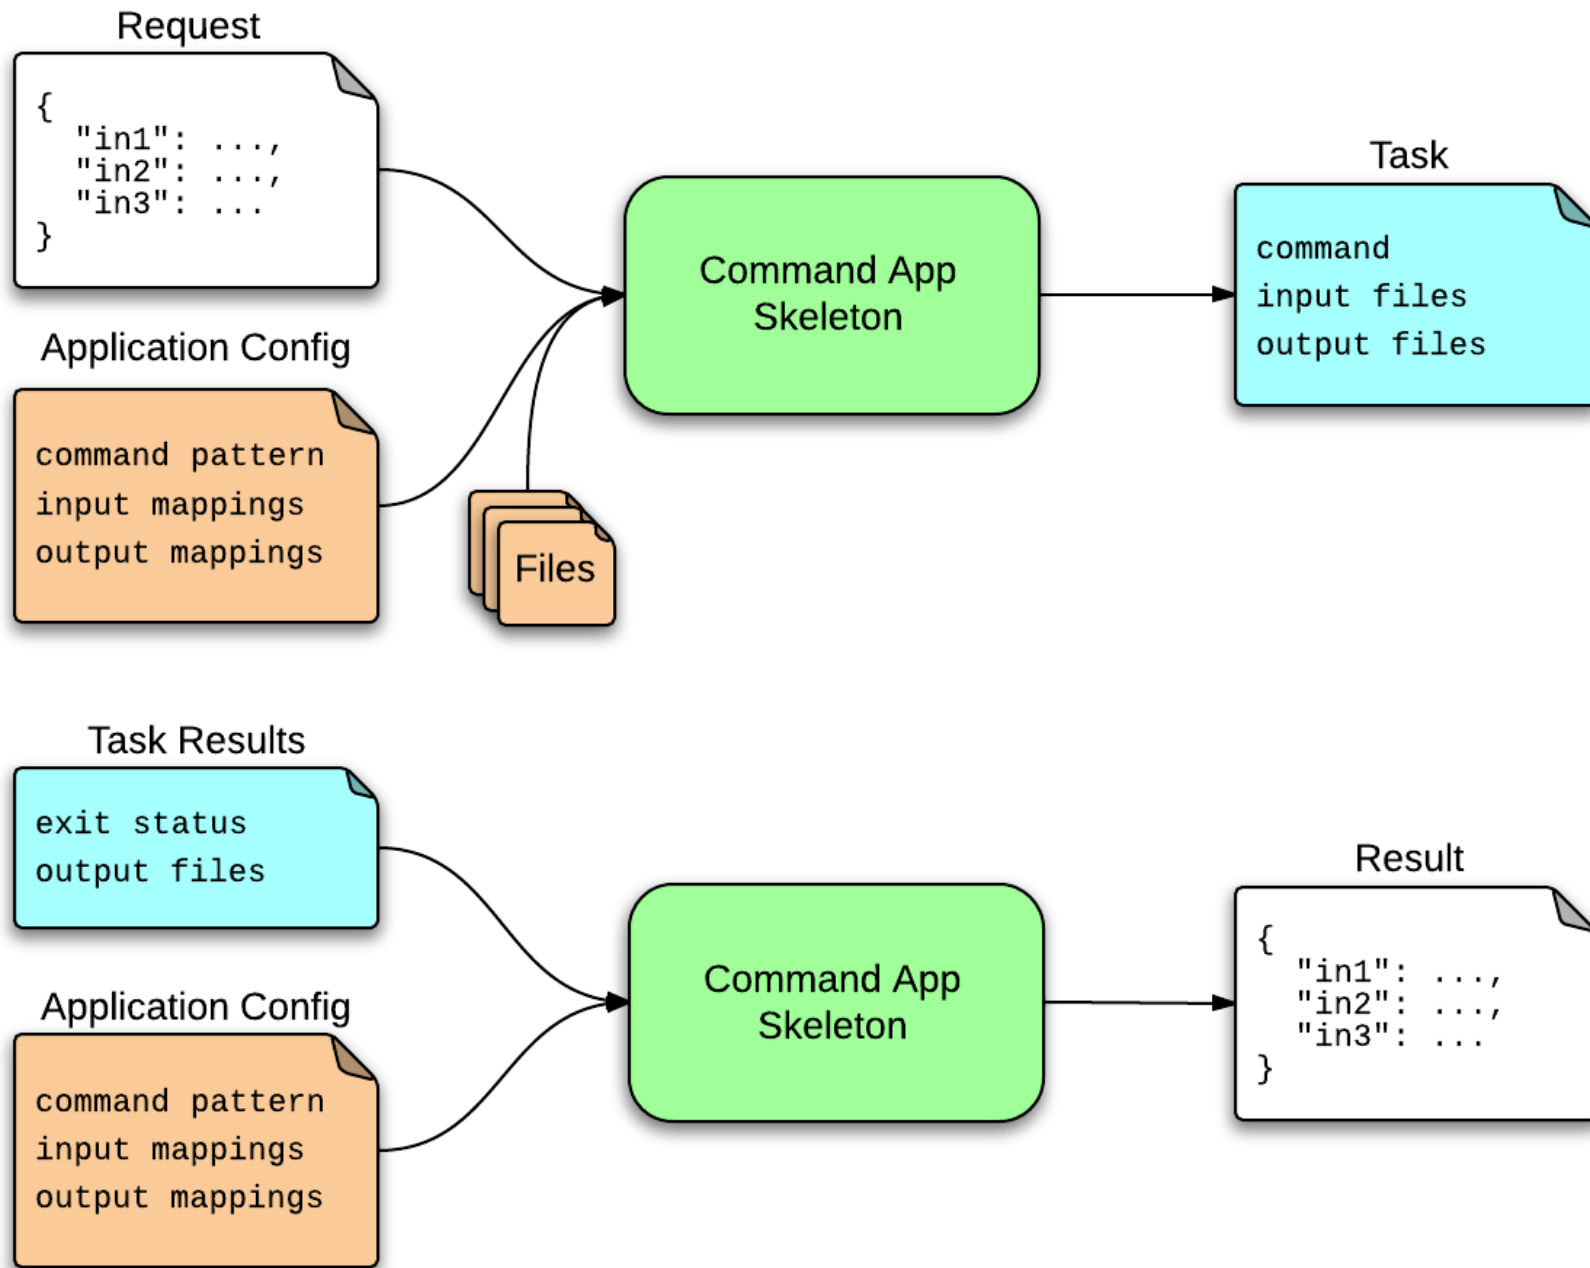 Request
{
"in1": ...,
"in2": ...,
"in3": ...
}
Application Config
command pattern
input mappings
output mappings
Files
Command App
Skeleton
Task
command
input files
output files
Task Results
exit status
output files
Application Config
command pattern
input mappings
output mappings
Command App
Skeleton
Result
{
"in1": ...,
"in2": ...,
"in3": ...
}